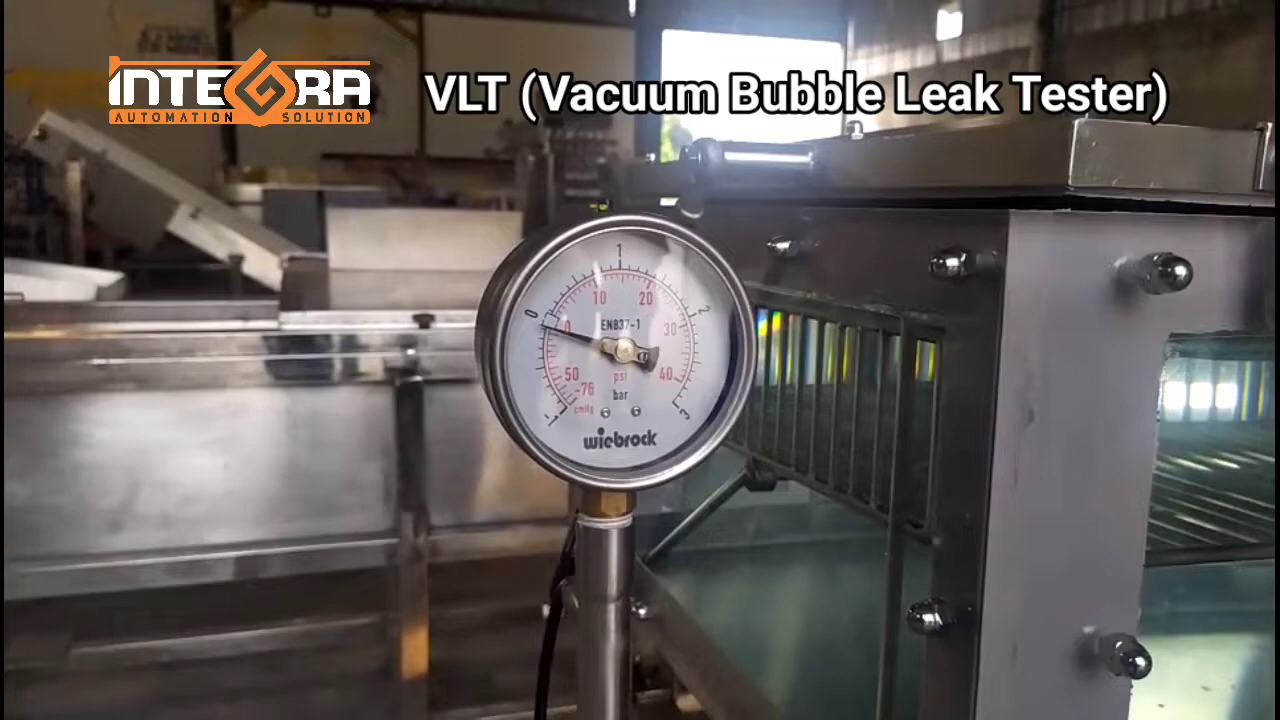 INTEGRA
AUTOMATION SOLUTION
VLT (Vacuum Bubble Leak Tester)
1
10 20
0 2
0 EN837-1 30
50 psi 40
-76 bar
cmHg
-1 3
wiebrock